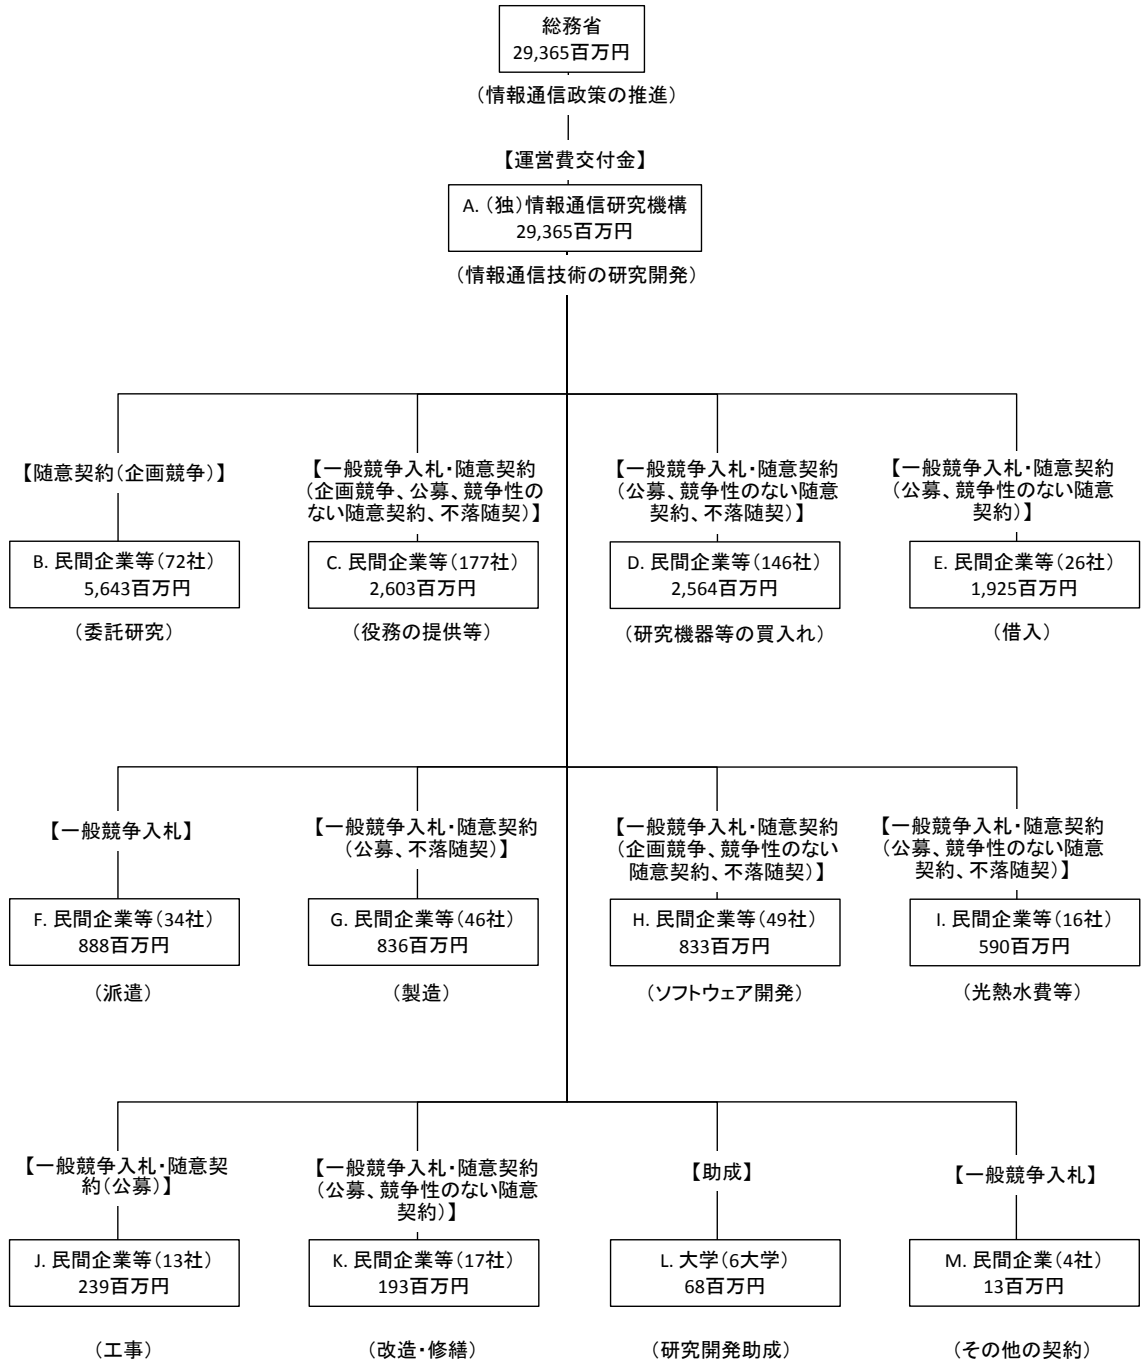 総務省
29,365百万円
（情報通信政策の推進）
【運営費交付金】
A.（独）情報通信研究機構
29,365百万円
（情報通信技術の研究開発）
【随意契約（企画競争）】
B. 民間企業等（72社）
5,643百万円
（委託研究）
【一般競争入札・随意契約
（企画競争、公募、競争性の
ない随意契約、不落随契）】
C. 民間企業等（177社）
2,603百万円
（役務の提供等）
【一般競争入札・随意契約
（公募、競争性のない随意
契約、不落随契）】
D. 民間企業等（146社）
2,564百万円
（研究機器等の買入れ）
【一般競争入札・随意契約
（公募、競争性のない随意
契約）】
E. 民間企業等（26社）
1,925百万円
（借入）
【一般競争入札】
F. 民間企業等（34社）
888百万円
（派遣）
【一般競争入札・随意契約
（公募、不落随契）】
G. 民間企業等（46社）
836百万円
（製造）
【一般競争入札・随意契約
（企画競争、競争性のない
随意契約、不落随契）】
H. 民間企業等（49社）
833百万円
（ソフトウェア開発）
【一般競争入札・随意契約
（公募、競争性のない随意
契約、不落随契）】
I. 民間企業等（16社）
590百万円
（光熱水費等）
【一般競争入札・随意契
約（公募）】
J. 民間企業等（13社）
239百万円
（工事）
【一般競争入札・随意契約
（公募、競争性のない随意
契約）】
K. 民間企業等（17社）
193百万円
（改造・修繕）
【助成】
L. 大学（6大学）
68百万円
（研究開発助成）
【一般競争入札】
M. 民間企業（4社）
13百万円
（その他の契約）